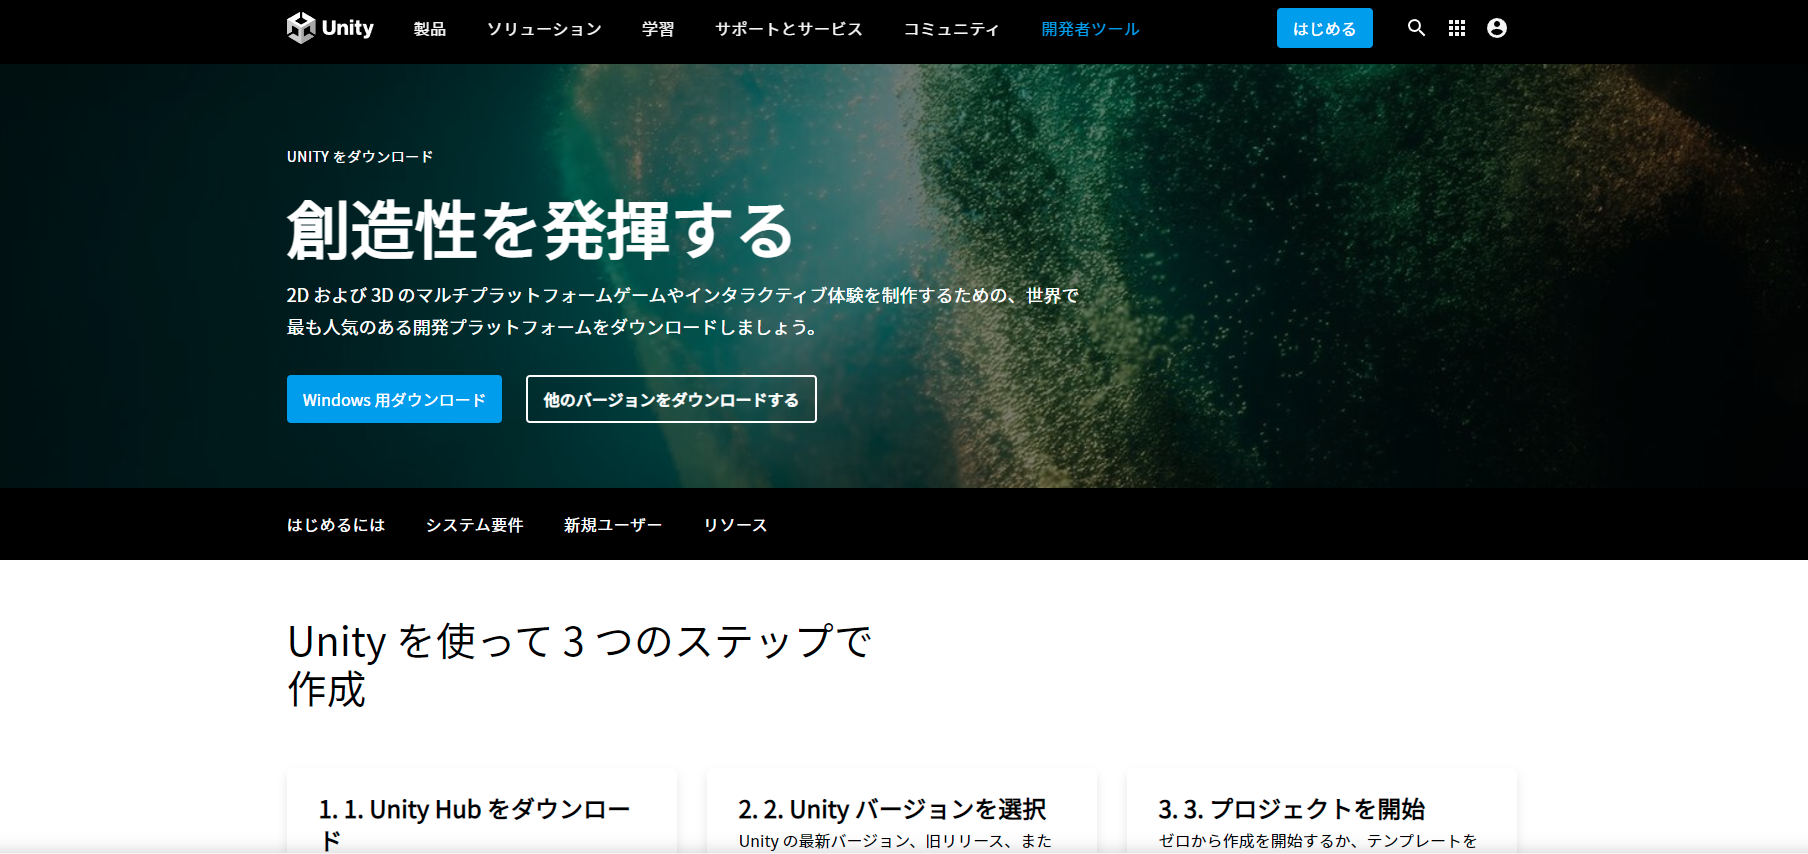 Unity 製品 ソリューション 学習 サポートとサービス コミュニティ 開発者ツール はじめる
UNITY をダウンロード
創造性を発揮する
2D および 3D のマルチプラットフォームゲームやインタラクティブ体験を制作するための、世界で
最も人気のある開発プラットフォームをダウンロードしましょう。
Windows 用ダウンロード 他のバージョンをダウンロードする
はじめるには システム要件 新規ユーザー リソース
Unity を使って 3 つのステップで
作成
1. 1. Unity Hub をダウンロー
ド
2. 2. Unity バージョンを選択
Unity の最新バージョン、旧リリース、また
3. 3. プロジェクトを開始
ゼロから作成を開始するか、テンプレートを